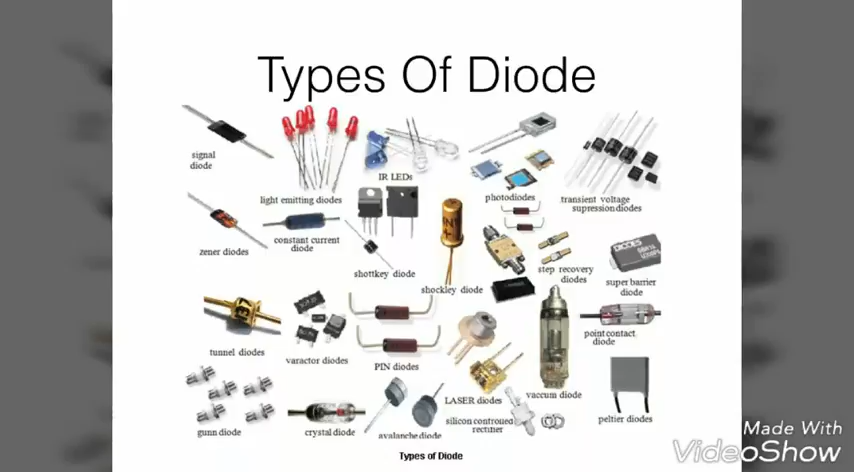 Types Of Diode
signal
diode
light emitting diodes
IR LEDs
photodiodes
transient voltage
supression diodes
zener diodes
constant current
diode
shottkey diode
shockley diode
step recovery
diodes
DIODES
super barrier
diode
tunnel diodes
varactor diodes
PIN diodes
LASER diodes
vaccum diode
point contact
diode
peltier diodes
gunn diode
crystal diode
avalanche diode
silicon controued
rectifier
Types of Diode
Made With
VideoShow